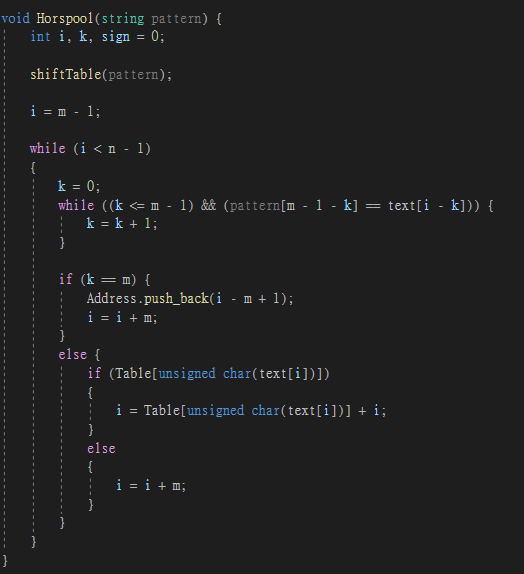 void Horspool(string pattern) {
    int i, k, sign = 0;

    shiftTable(pattern);

    i = m - 1;

    while (i < n - 1)
    {
        k = 0;
        while ((k <= m - 1) && (pattern[m - 1 - k] == text[i - k])) {
            k = k + 1;
        }

        if (k == m) {
            Address.push_back(i - m + 1);
            i = i + m;
        }
        else {
            if (Table[unsigned char(text[i])])
            {
                i = Table[unsigned char(text[i])] + i;
            }
            else
            {
                i = i + m;
            }
        }
    }
}